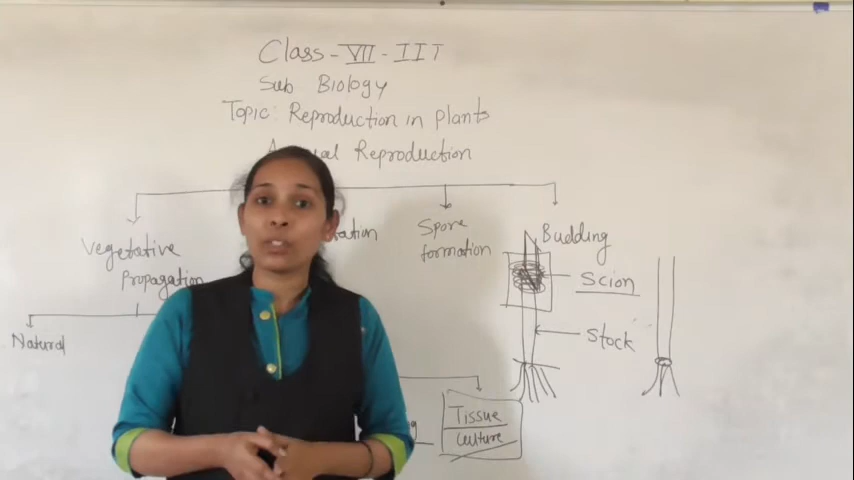 Class - VII - IIT
Sub Biology
Topic: Reproduction in plants
Reproduction
Vegetative
Propagation
Spore
formation
Budding
Scion
Stock
Natural
Tissue
culture